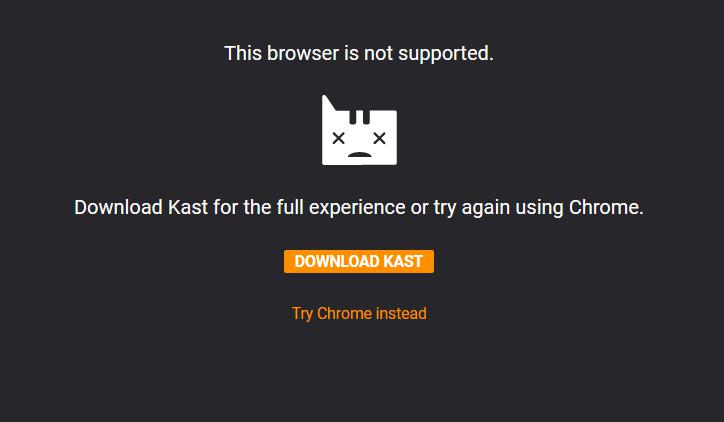 This browser is not supported.
Download Kast for the full experience or try again using Chrome.
DOWNLOAD KAST
Try Chrome instead